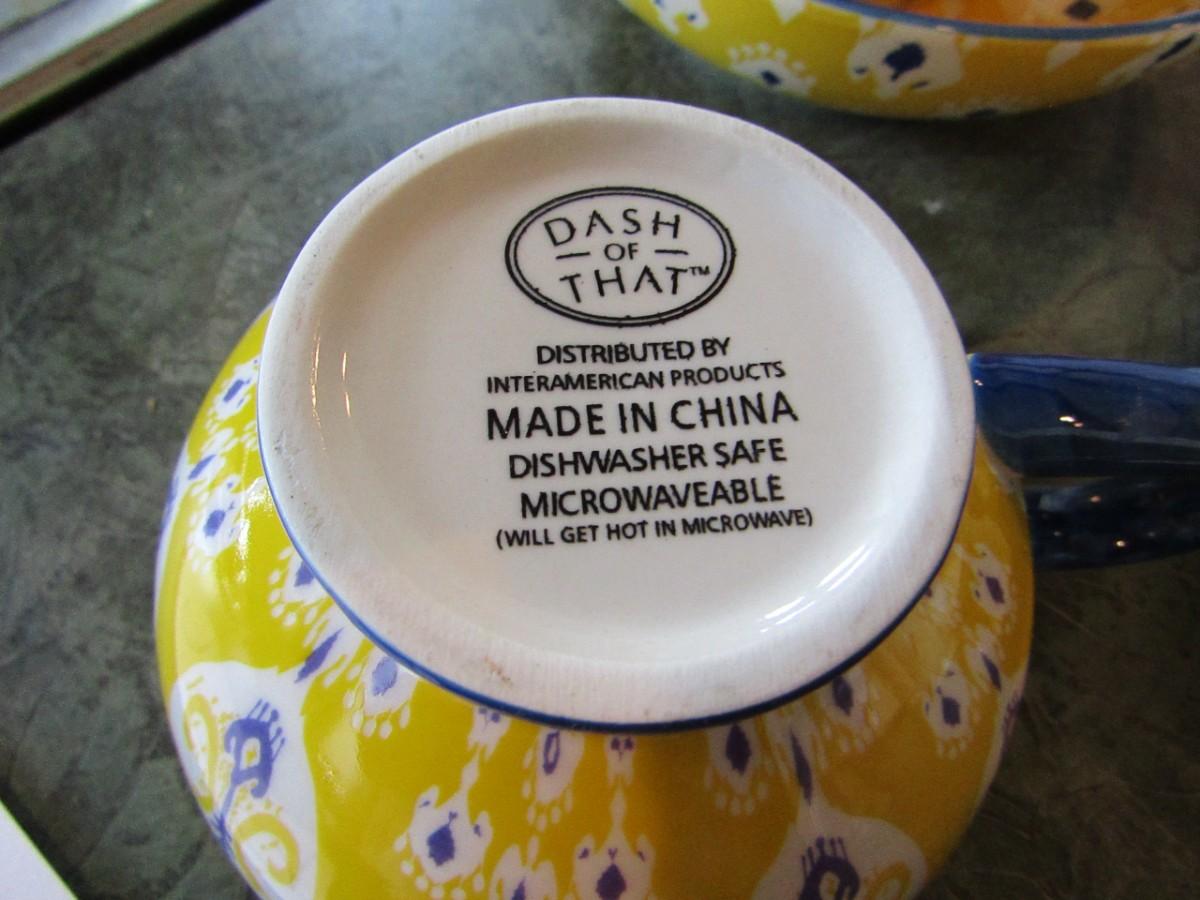 DASH
OF
THAT™
DISTRIBUTED BY
INTERAMERICAN PRODUCTS
MADE IN CHINA
DISHWASHER SAFE
MICROWAVEABLE
(WILL GET HOT IN MICROWAVE)